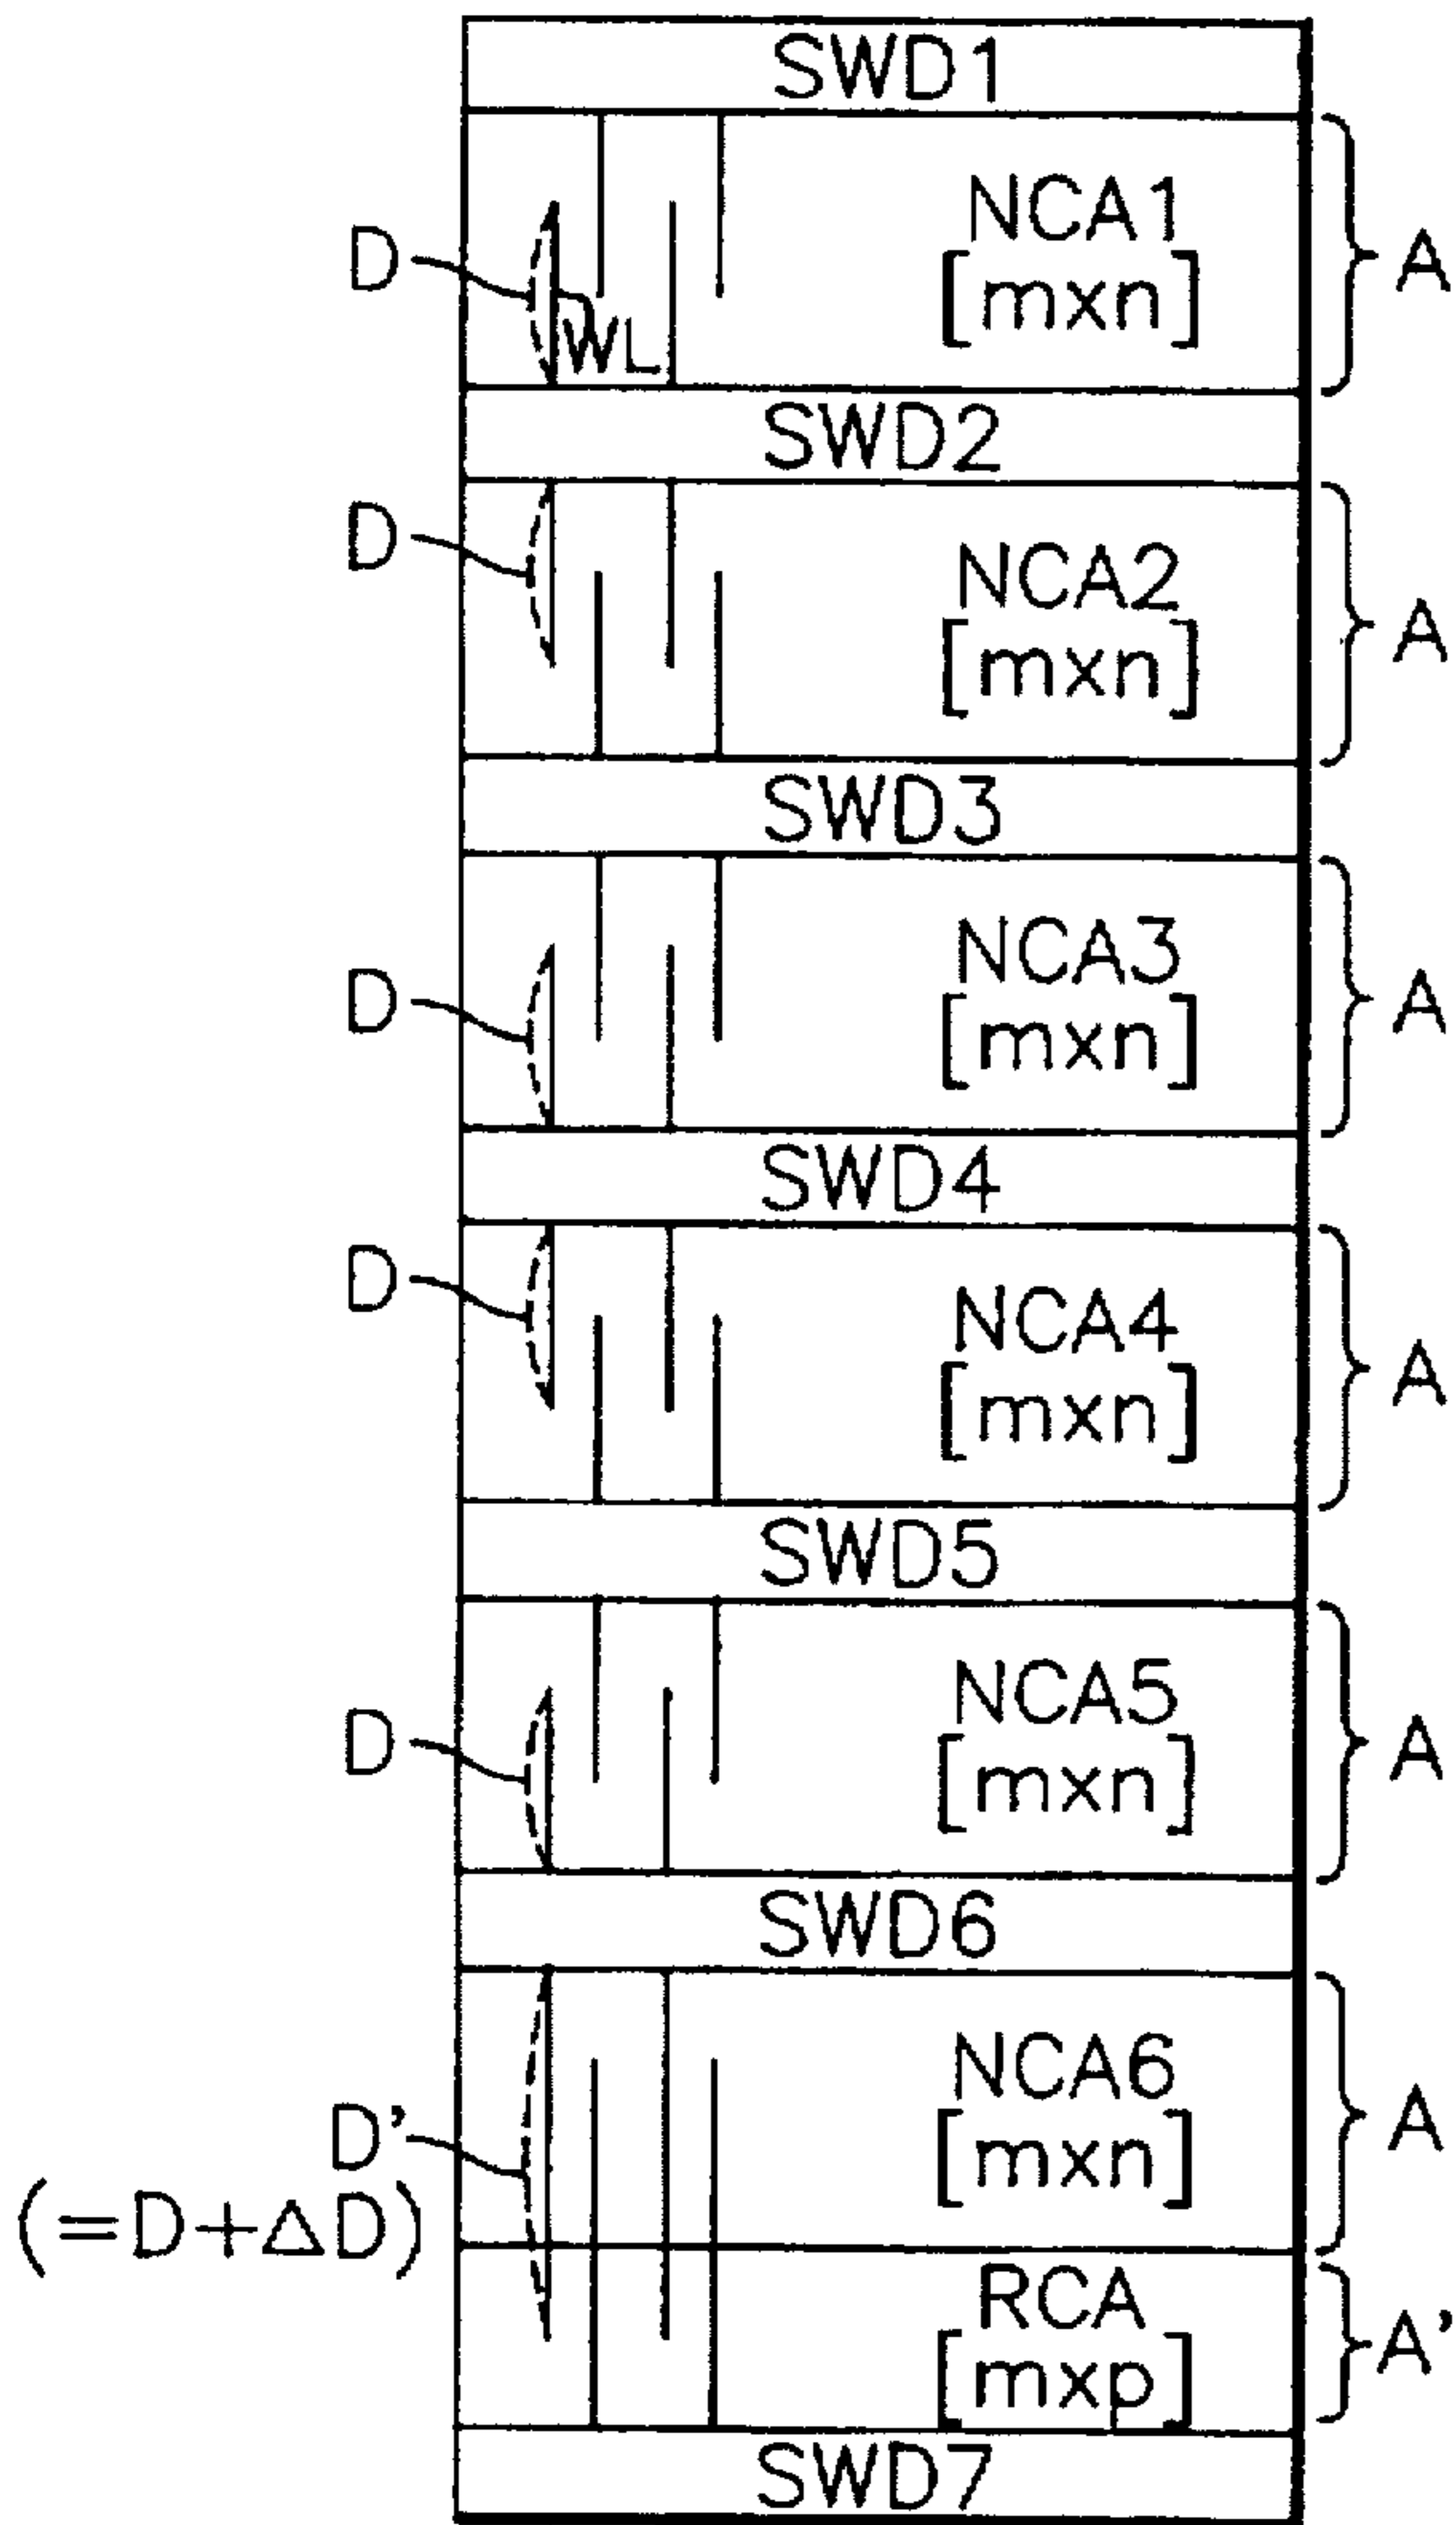 SWD1
NCA1
[mxn]
D
WL
A
SWD2
D
NCA2
[mxn]
A
SWD3
D
NCA3
[mxn]
A
SWD4
D
NCA4
[mxn]
A
SWD5
D
NCA5
[mxn]
A
SWD6
NCA6
[mxn]
D'
(=D+ΔD)
A
RCA
[mxp]
A'
SWD7